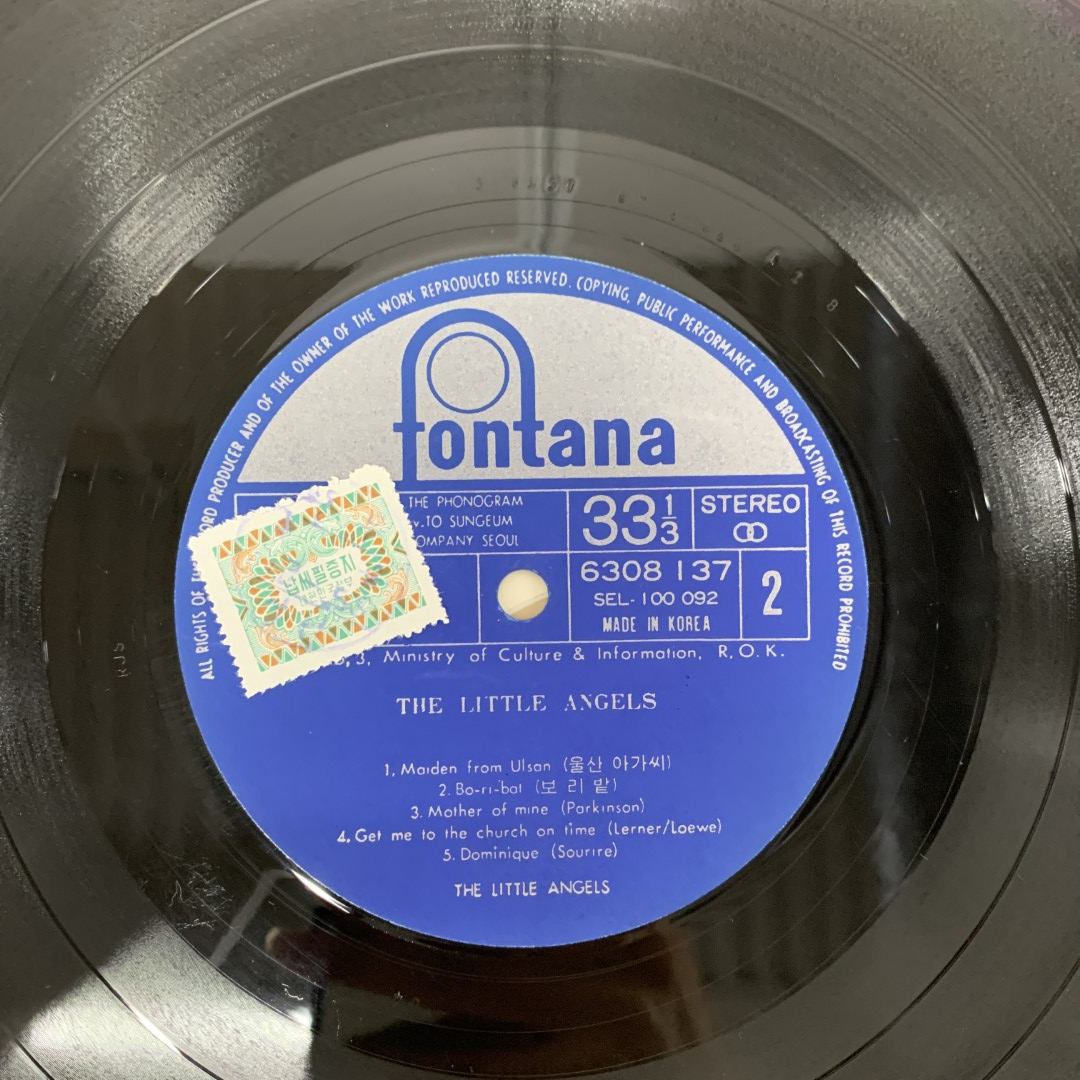 ALL RIGHTS OF THE RECORD PRODUCER AND OF THE OWNER OF THE WORK REPRODUCED RESERVED. COPYING, PUBLIC PERFORMANCE AND BROADCASTING OF THIS RECORD PROHIBITED
fontana
THE PHONOGRAM
TO SUNGEUM
COMPANY SEOUL
33⅓
STEREO
6308 137
SEL-100 092
MADE IN KOREA
2
납세필증지
3, Ministry of Culture & Information, R.O.K.
THE LITTLE ANGELS
1. Maiden from Ulsan (울산 아가씨)
2. Bo-ri-bat (보리밭)
3. Mother of mine (Parkinson)
4. Get me to the church on time (Lerner/Loewe)
5. Dominique (Sourire)
THE LITTLE ANGELS